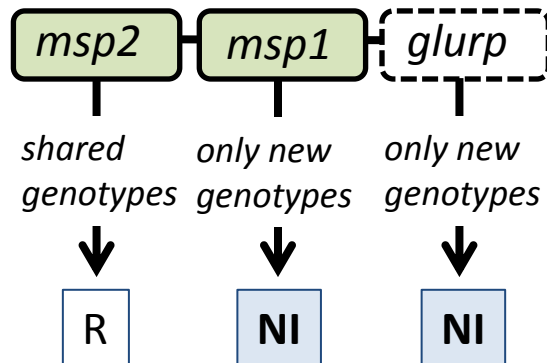 msp2 msp1 glurp
shared only new only new
genotypes genotypes genotypes
R NI NI